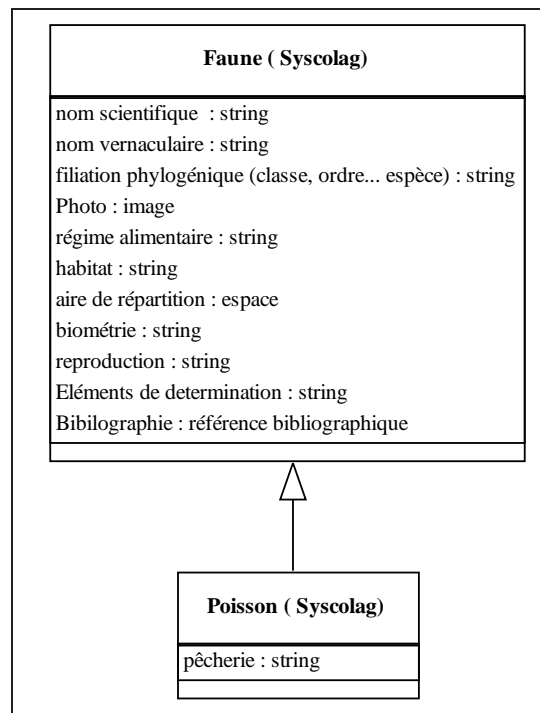 Faune ( Syscolag)
nom scientifique : string
nom vernaculaire : string
filiation phylogénique (classe, ordre... espèce) : string
Photo : image
régime alimentaire : string
habitat : string
aire de répartition : espace
biométrie : string
reproduction : string
Eléments de determination : string
Bibilographie : référence bibliographique
Poisson ( Syscolag)
pêcherie : string